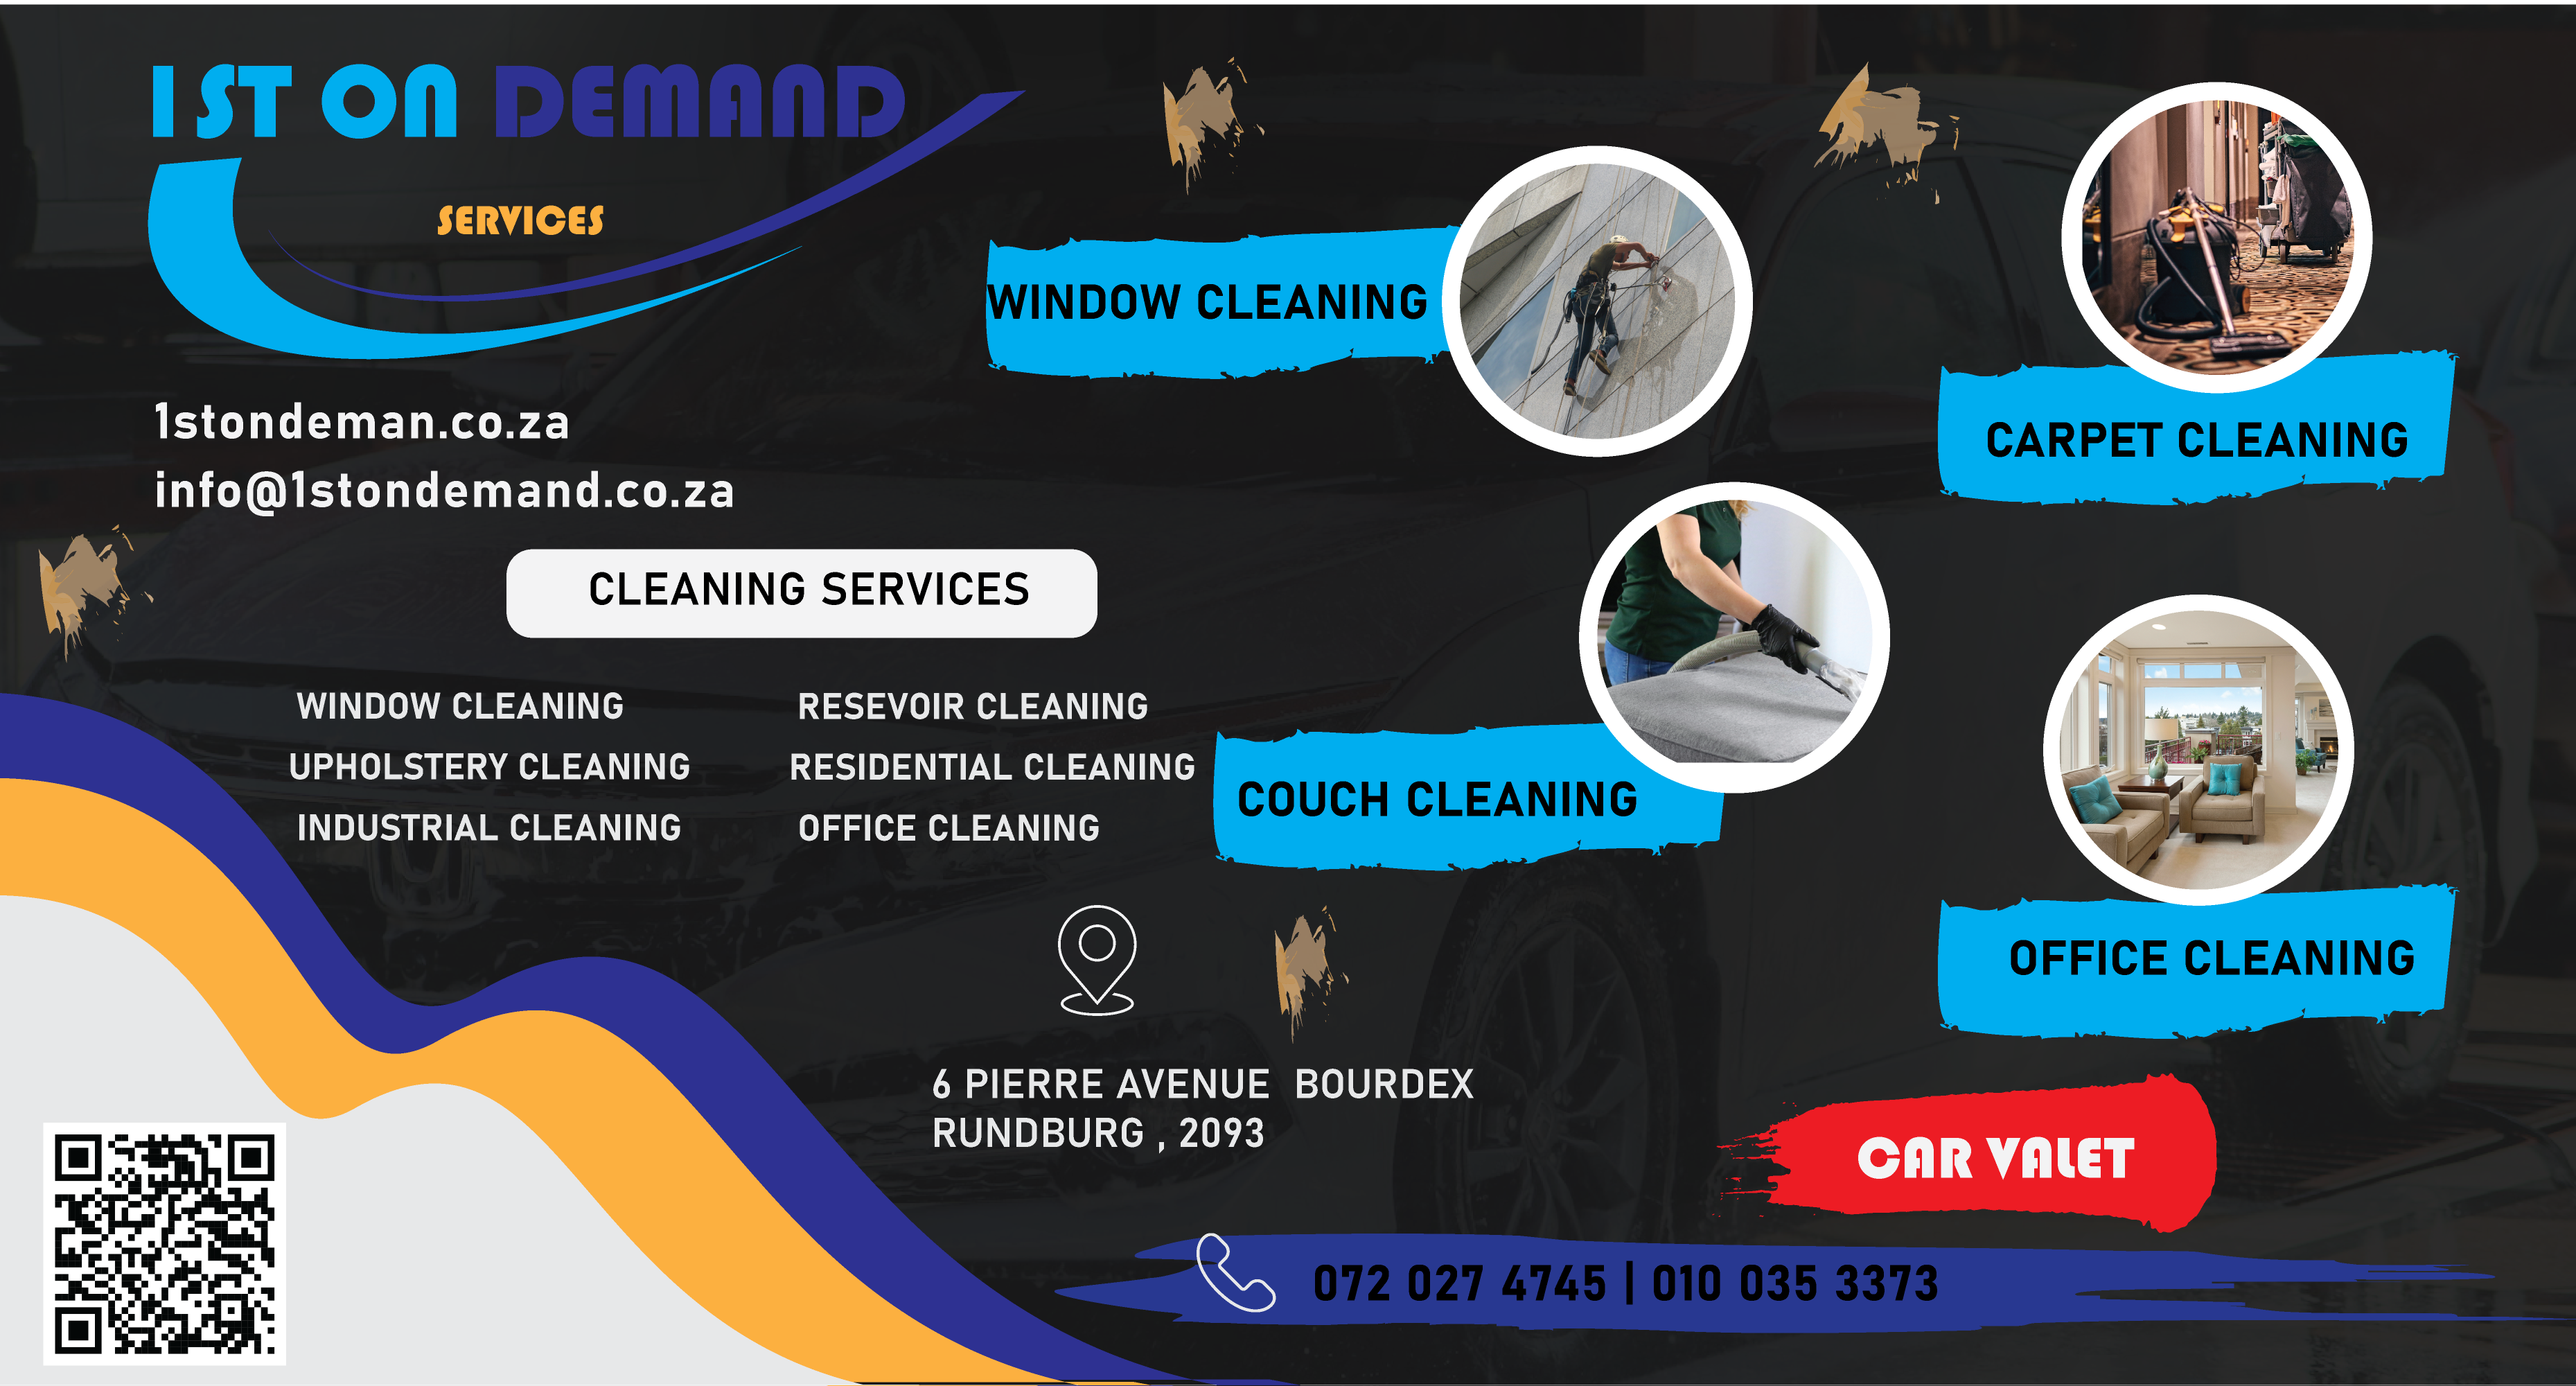 1ST ON DEMAND
SERVICES
1stondeman.co.za
info@1stondemand.co.za
CLEANING SERVICES
WINDOW CLEANING
UPHOLSTERY CLEANING
INDUSTRIAL CLEANING
RESEVOIR CLEANING
RESIDENTIAL CLEANING
OFFICE CLEANING
WINDOW CLEANING
CARPET CLEANING
COUCH CLEANING
OFFICE CLEANING
6 PIERRE AVENUE BOURDEX
RUNDBURG , 2093
CAR VALET
072 027 4745 | 010 035 3373